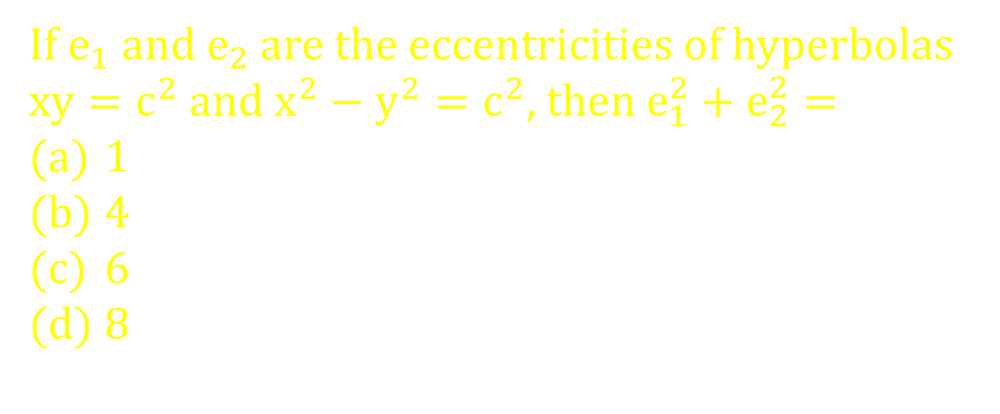 If e₁ and e₂ are the eccentricities of hyperbolas
xy = c² and x² − y² = c², then e₁² + e₂² =
(a) 1
(b) 4
(c) 6
(d) 8